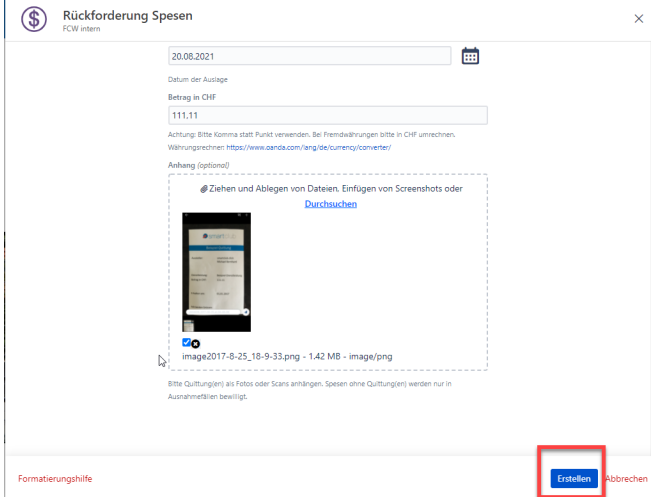 Rückforderung Spesen
FCW intern
20.08.2021
Datum der Auslage
Betrag in CHF
111,11
Achtung: Bitte Komma statt Punkt verwenden. Bei Fremdwährungen bitte in CHF umrechnen.
Währungsrechner: https://www.oanda.com/lang/de/currency/converter/
Anhang (optional)
Ziehen und Ablegen von Dateien, Einfügen von Screenshots oder
Durchsuchen
image2017-8-25_18-9-33.png - 1.42 MB - image/png
Bitte Quittung(en) als Fotos oder Scans anhängen. Spesen ohne Quittung(en) werden nur in
Ausnahmefällen bewilligt.
Formatierungshilfe
Erstellen
Abbrechen